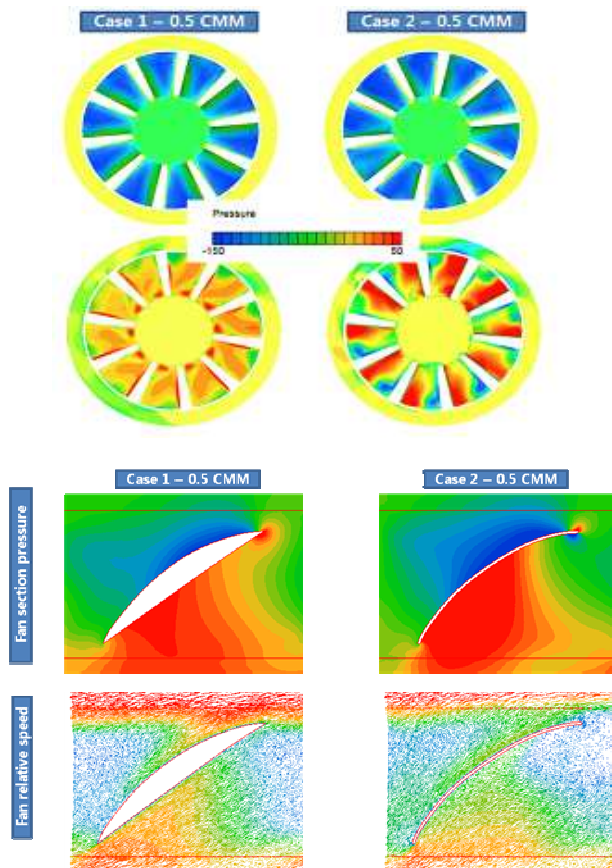 Case 1 – 0.5 CMM
Case 2 – 0.5 CMM
Pressure
-150
50
Case 1 – 0.5 CMM
Case 2 – 0.5 CMM
Fan section pressure
Fan relative speed